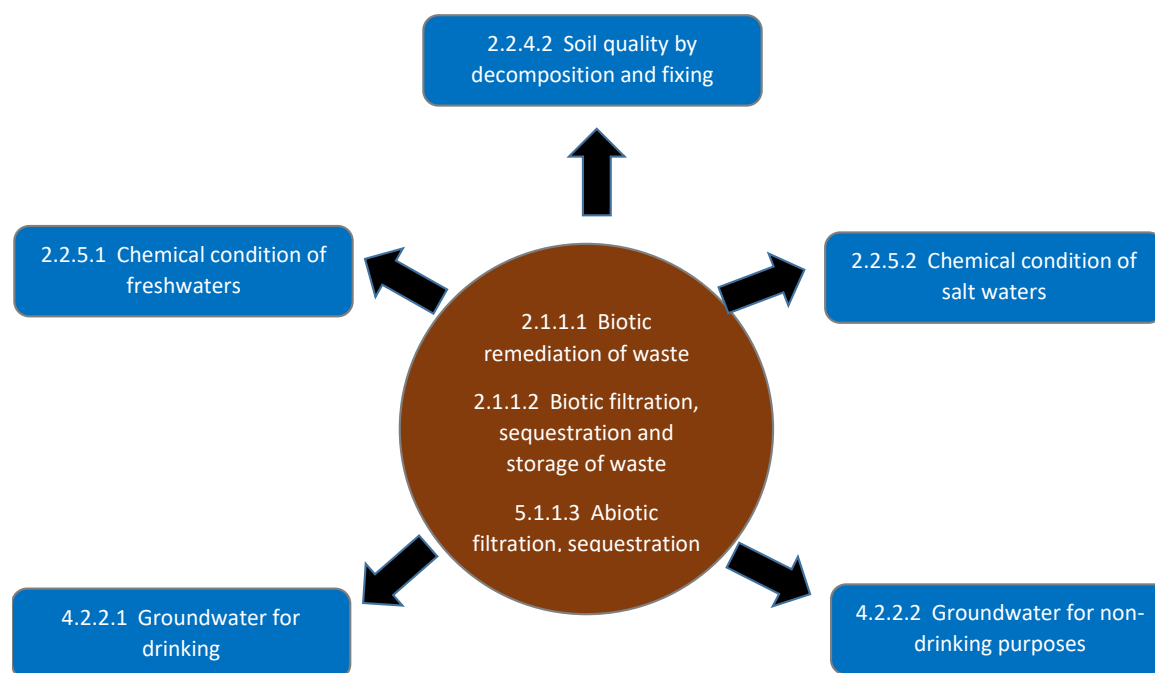 2.2.4.2 Soil quality by
decomposition and fixing
2.2.5.1 Chemical condition of
freshwaters
2.2.5.2 Chemical condition of
salt waters
2.1.1.1 Biotic
remediation of waste
2.1.1.2 Biotic filtration,
sequestration and
storage of waste
5.1.1.3 Abiotic
filtration, sequestration
4.2.2.1 Groundwater for
drinking
4.2.2.2 Groundwater for non-
drinking purposes